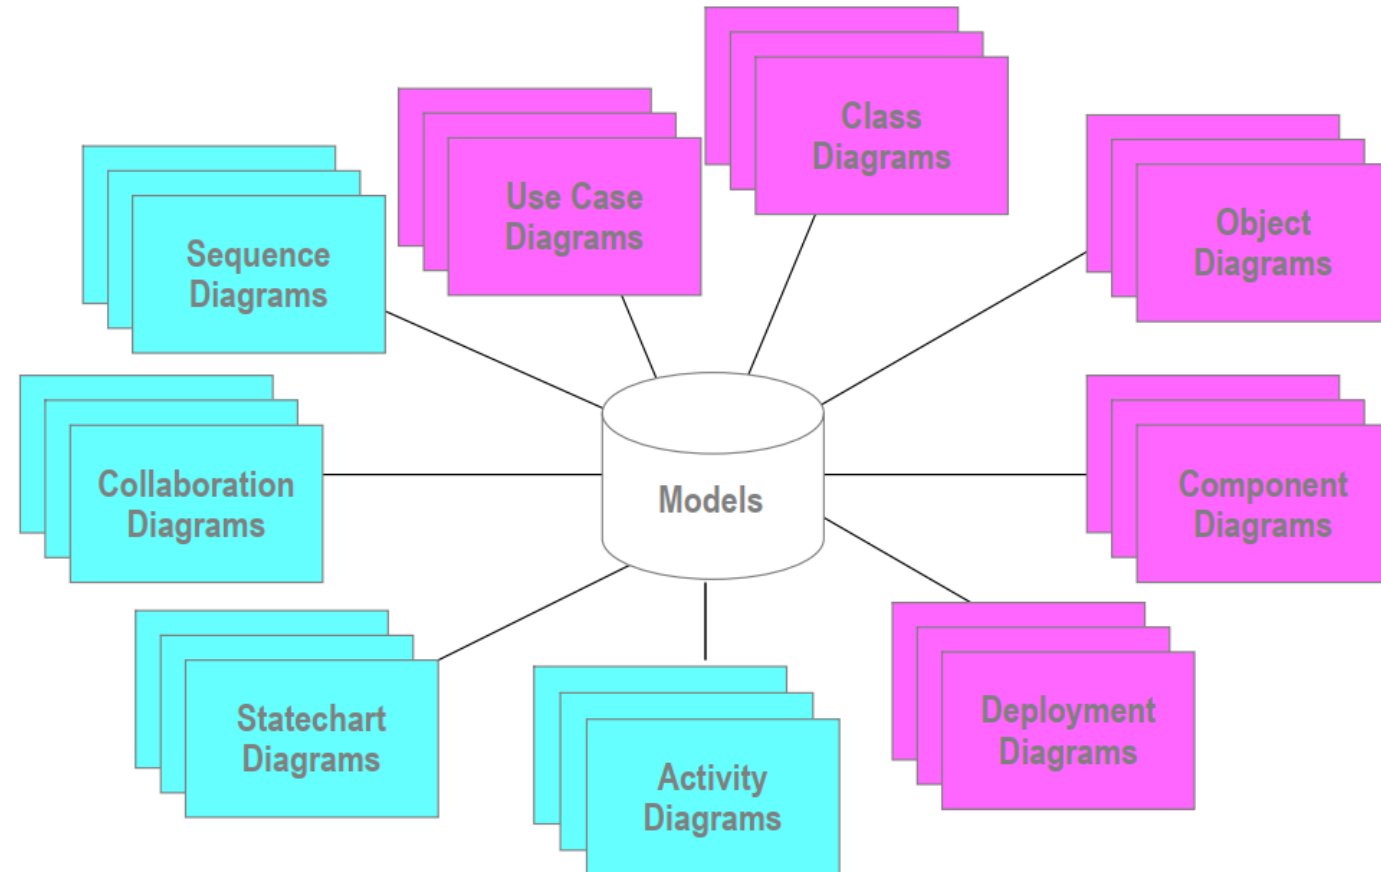 Class
Diagrams
Use Case
Diagrams
Object
Diagrams
Sequence
Diagrams
Collaboration
Diagrams
Models
Component
Diagrams
Statechart
Diagrams
Deployment
Diagrams
Activity
Diagrams